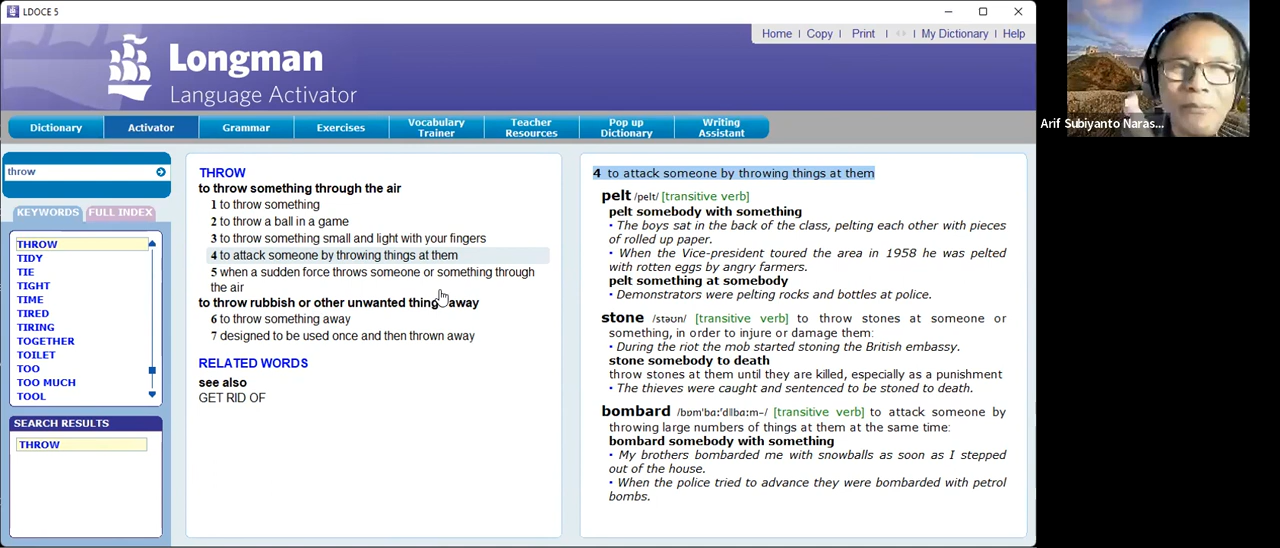 LDOCE 5
Home | Copy | Print | | My Dictionary | Help
Longman
Language Activator
Dictionary
Activator
Grammar
Exercises
Vocabulary
Trainer
Teacher
Resources
Pop up
Dictionary
Writing
Assistant
throw
KEYWORDS
FULL INDEX
THROW
TIDY
TIE
TIGHT
TIME
TIRED
TIRING
TOGETHER
TOILET
TOO
TOO MUCH
TOOL
SEARCH RESULTS
THROW
THROW
to throw something through the air
1 to throw something
2 to throw a ball in a game
3 to throw something small and light with your fingers
4 to attack someone by throwing things at them
5 when a sudden force throws someone or something through
the air
to throw rubbish or other unwanted things away
6 to throw something away
7 designed to be used once and then thrown away
RELATED WORDS
see also
GET RID OF
4 to attack someone by throwing things at them
pelt /pelt/ [transitive verb]
pelt somebody with something
• The boys sat in the back of the class, pelting each other with pieces
of rolled up paper.
• When the Vice-president toured the area in 1958 he was pelted
with rotten eggs by angry farmers.
pelt something at somebody
• Demonstrators were pelting rocks and bottles at police.
stone /stəʊn/ [transitive verb] to throw stones at someone or
something, in order to injure or damage them:
• During the riot the mob started stoning the British embassy.
stone somebody to death
throw stones at them until they are killed, especially as a punishment
• The thieves were caught and sentenced to be stoned to death.
bombard /bɒmˈbɑːʳdǁbɑːm-/ [transitive verb] to attack someone by
throwing large numbers of things at them at the same time:
bombard somebody with something
• My brothers bombarded me with snowballs as soon as I stepped
out of the house.
• When the police tried to advance they were bombarded with petrol
bombs.
Arif Subiyanto Naras...